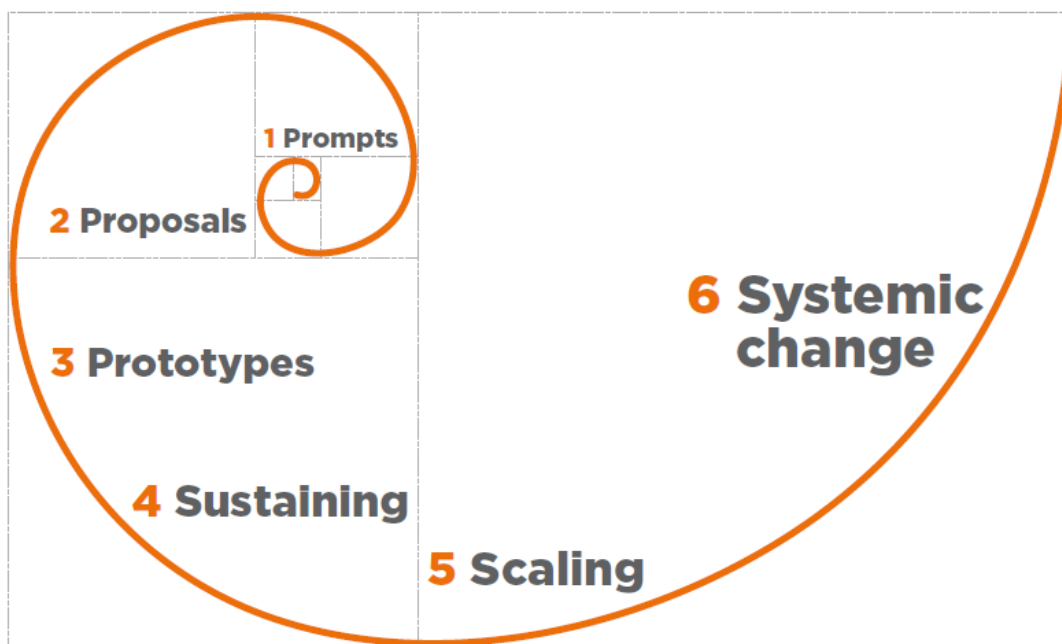 1 Prompts
2 Proposals
3 Prototypes
4 Sustaining
5 Scaling
6 Systemic
change